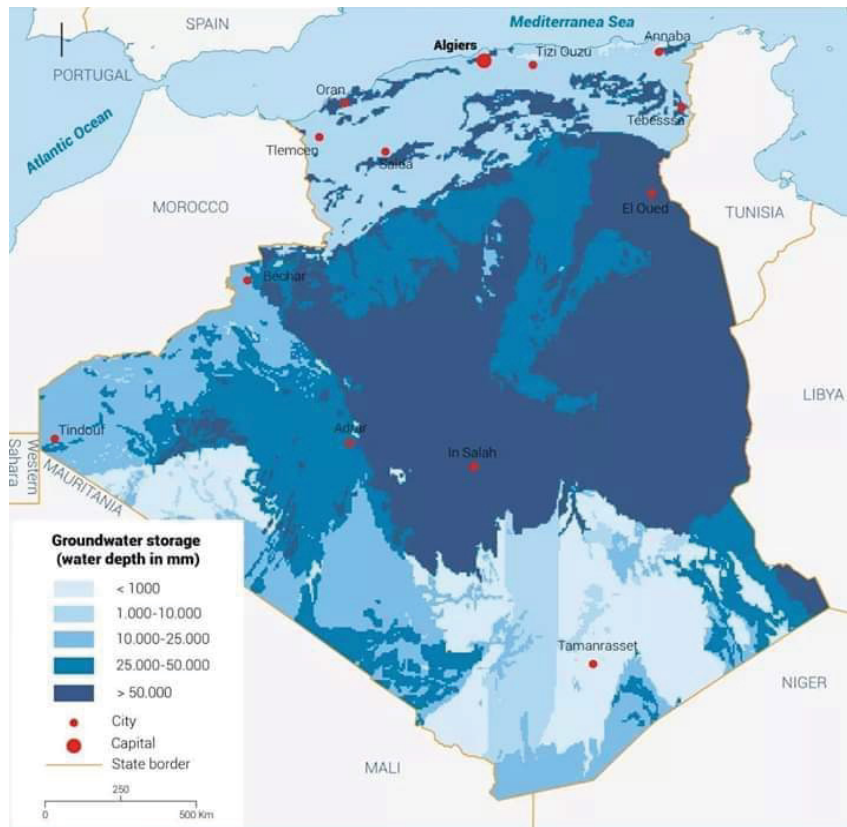 Mediterranea Sea
SPAIN
Annaba
Algiers
Tizi Ouzu
PORTUGAL
Oran
Atlantic Ocean
Tebesssa
Tlemcen
Saida
MOROCCO
El Oued
TUNISIA
Bechar
LIBYA
Tindouf
Adrar
In Salah
Western
Sahara
MAURITANIA
Groundwater storage
(water depth in mm)
< 1000
1.000-10.000
10.000-25.000
25.000-50.000
> 50.000
City
Capital
State border
250
0 500 Km
Tamanrasset
NIGER
MALI